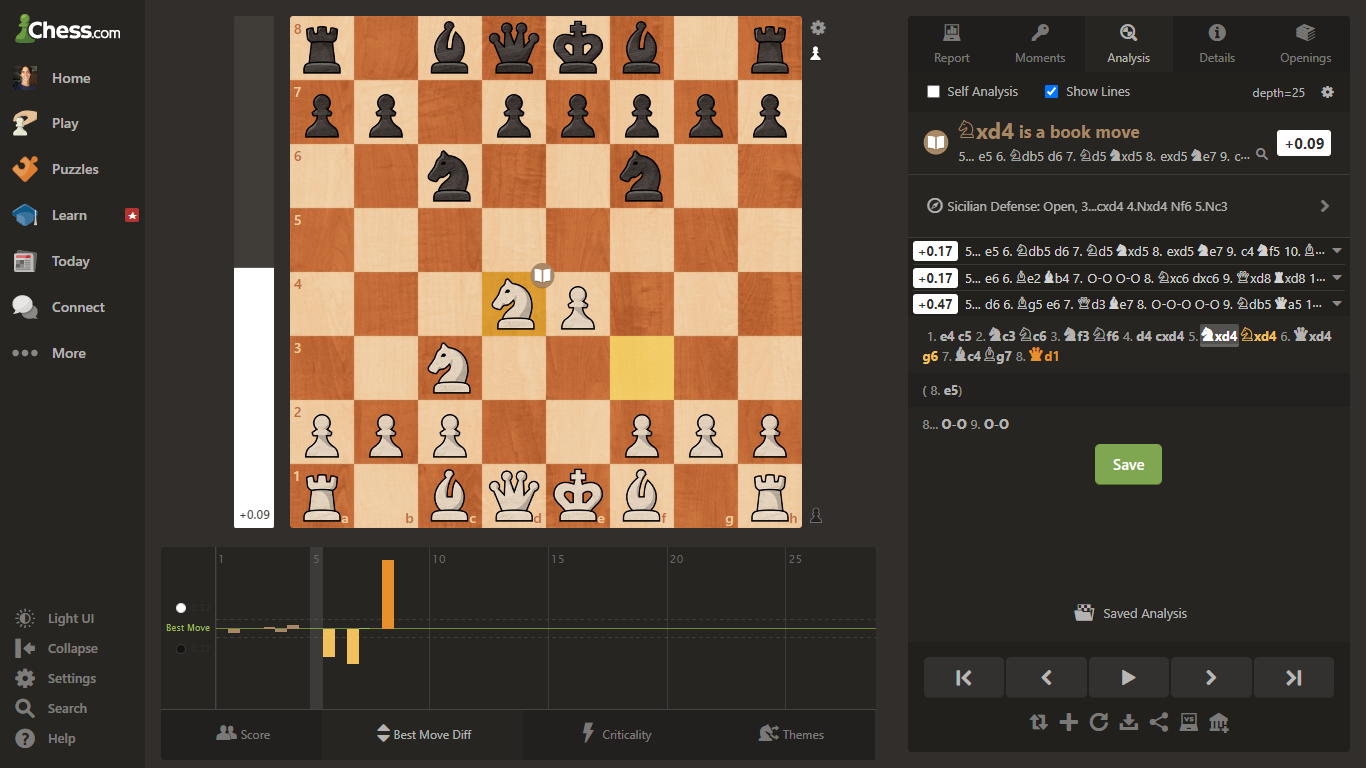 Chess.com
Home
Play
Puzzles
Learn
Today
Connect
More
Light UI
Collapse
Settings
Search
Help
8
7
6
5
4
3
2
1
a b c d e f g h
+0.09
1 5 10 15 20 25
Best Move
Score
Best Move Diff
Criticality
Themes
Report
Moments
Analysis
Details
Openings
Self Analysis
Show Lines
depth=25
♘xd4 is a book move
+0.09
5... e5 6. ♘db5 d6 7. ♘d5 ♞xd5 8. exd5 ♞e7 9. c...
Sicilian Defense: Open, 3...cxd4 4.Nxd4 Nf6 5.Nc3
+0.17 5... e5 6. ♘db5 d6 7. ♘d5 ♞xd5 8. exd5 ♞e7 9. c4 ♞f5 10. ♗...
+0.17 5... e6 6. ♗e2 ♝b4 7. O-O O-O 8. ♘xc6 dxc6 9. ♕xd8 ♜xd8 1...
+0.47 5... d6 6. ♗g5 e6 7. ♕d3 ♝e7 8. O-O-O O-O 9. ♘db5 ♛a5 1...
1. e4 c5 2. ♞c3 ♘c6 3. ♞f3 ♘f6 4. d4 cxd4 5. ♞xd4 ♘xd4 6. ♛xd4
g6 7. ♝c4 ♗g7 8. ♛d1
( 8. e5)
8... O-O 9. O-O
Save
Saved Analysis
VS